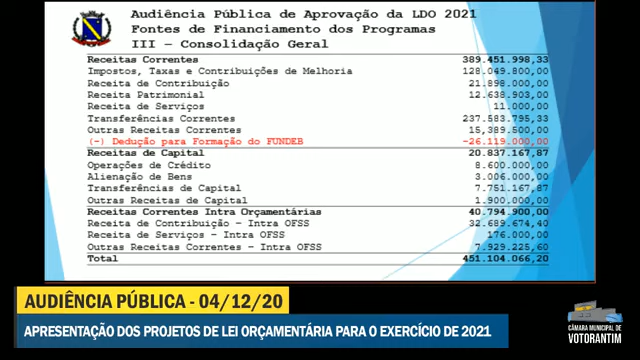 Audiência Pública de Aprovação da LDO 2021
Fontes de Financiamento dos Programas
III – Consolidação Geral
Receitas Correntes 389.451.998,33
Impostos, Taxas e Contribuições de Melhoria 128.049.800,00
Receita de Contribuição 21.898.000,00
Receita Patrimonial 12.638.903,00
Receita de Serviços 11.000,00
Transferências Correntes 237.583.795,33
Outras Receitas Correntes 15.389.500,00
(-) Dedução para Formação do FUNDEB -26.119.000,00
Receitas de Capital 20.837.167,87
Operações de Crédito 8.600.000,00
Alienação de Bens 3.006.000,00
Transferências de Capital 7.751.167,87
Outras Receitas de Capital 1.900.000,00
Receitas Correntes Intra Orçamentárias 40.794.900,00
Receita de Contribuição – Intra OFSS 32.689.674,40
Receita de Serviços – Intra OFSS 176.000,00
Outras Receitas Correntes – Intra OFSS 7.929.225,60
Total 451.104.066,20
AUDIÊNCIA PÚBLICA - 04/12/20
APRESENTAÇÃO DOS PROJETOS DE LEI ORÇAMENTÁRIA PARA O EXERCÍCIO DE 2021
CÂMARA MUNICIPAL DE
VOTORANTIM